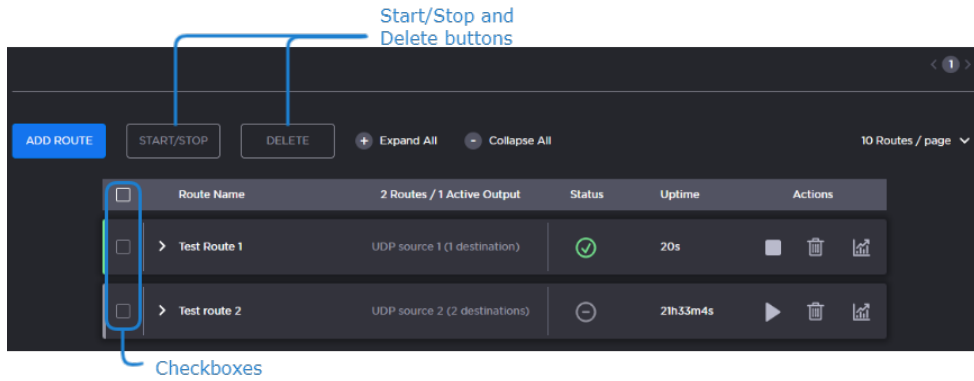 Start/Stop and
Delete buttons
< 1 >
ADD ROUTE START/STOP DELETE + Expand All - Collapse All 10 Routes / page
Route Name 2 Routes / 1 Active Output Status Uptime Actions
Test Route 1 UDP source 1 (1 destination) 20s
Test route 2 UDP source 2 (2 destinations) 21h33m4s
Checkboxes